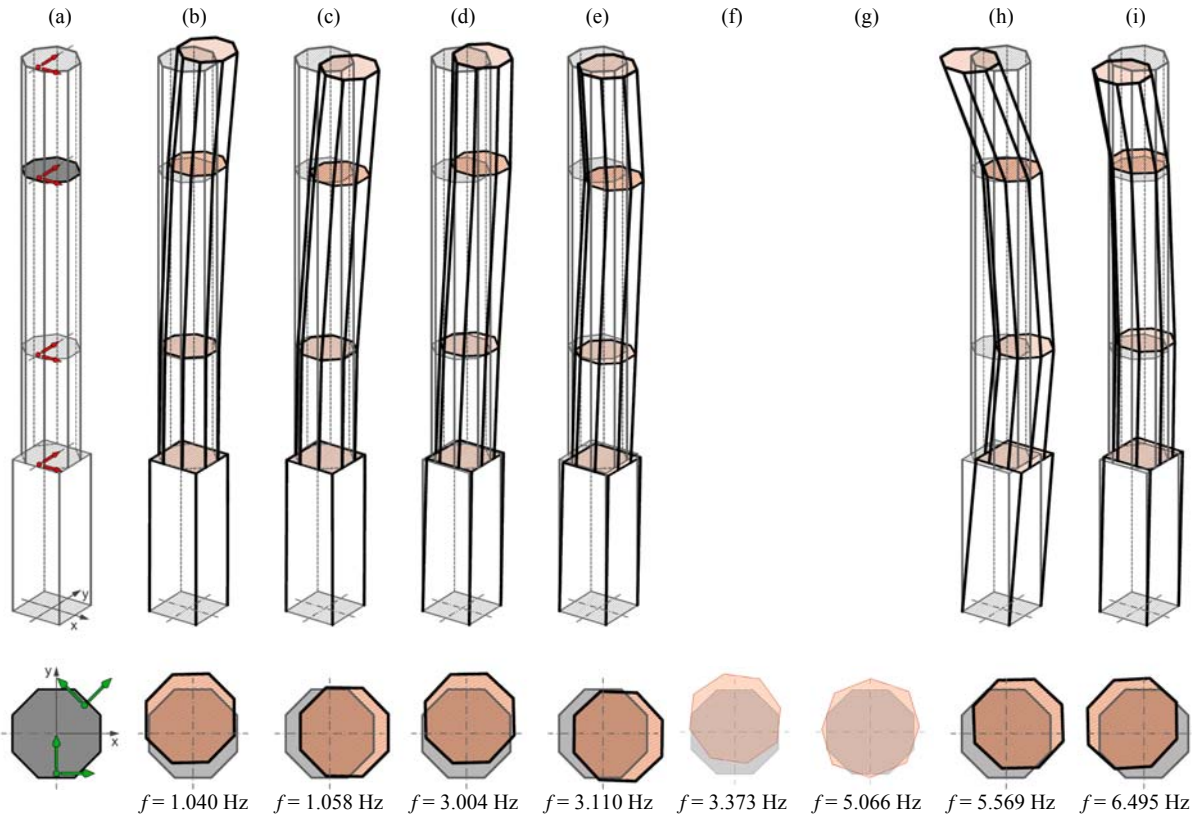 (a) (b) (c) (d) (e) (f) (g) (h) (i)
y
x
y
x
f = 1.040 Hz f = 1.058 Hz f = 3.004 Hz f = 3.110 Hz f = 3.373 Hz f = 5.066 Hz f = 5.569 Hz f = 6.495 Hz